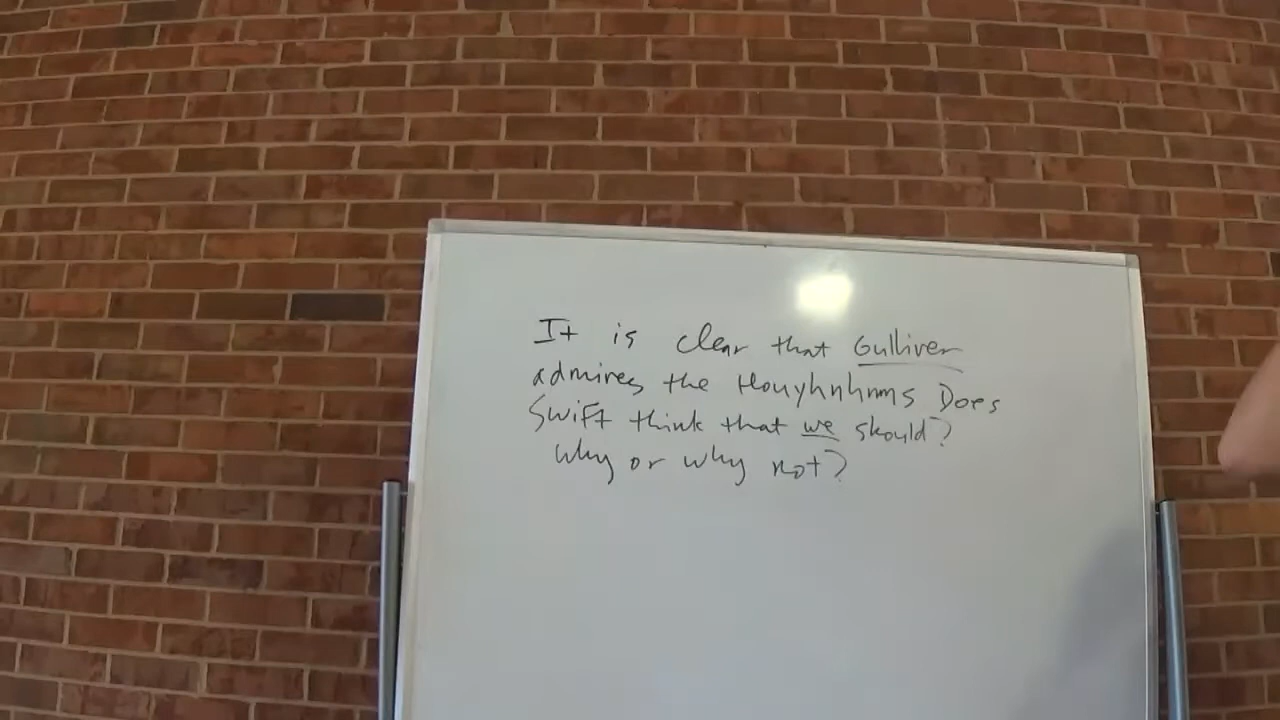 It is clear that Gulliver
admires the Houyhnhnms Does
Swift think that we should?
Why or why not?